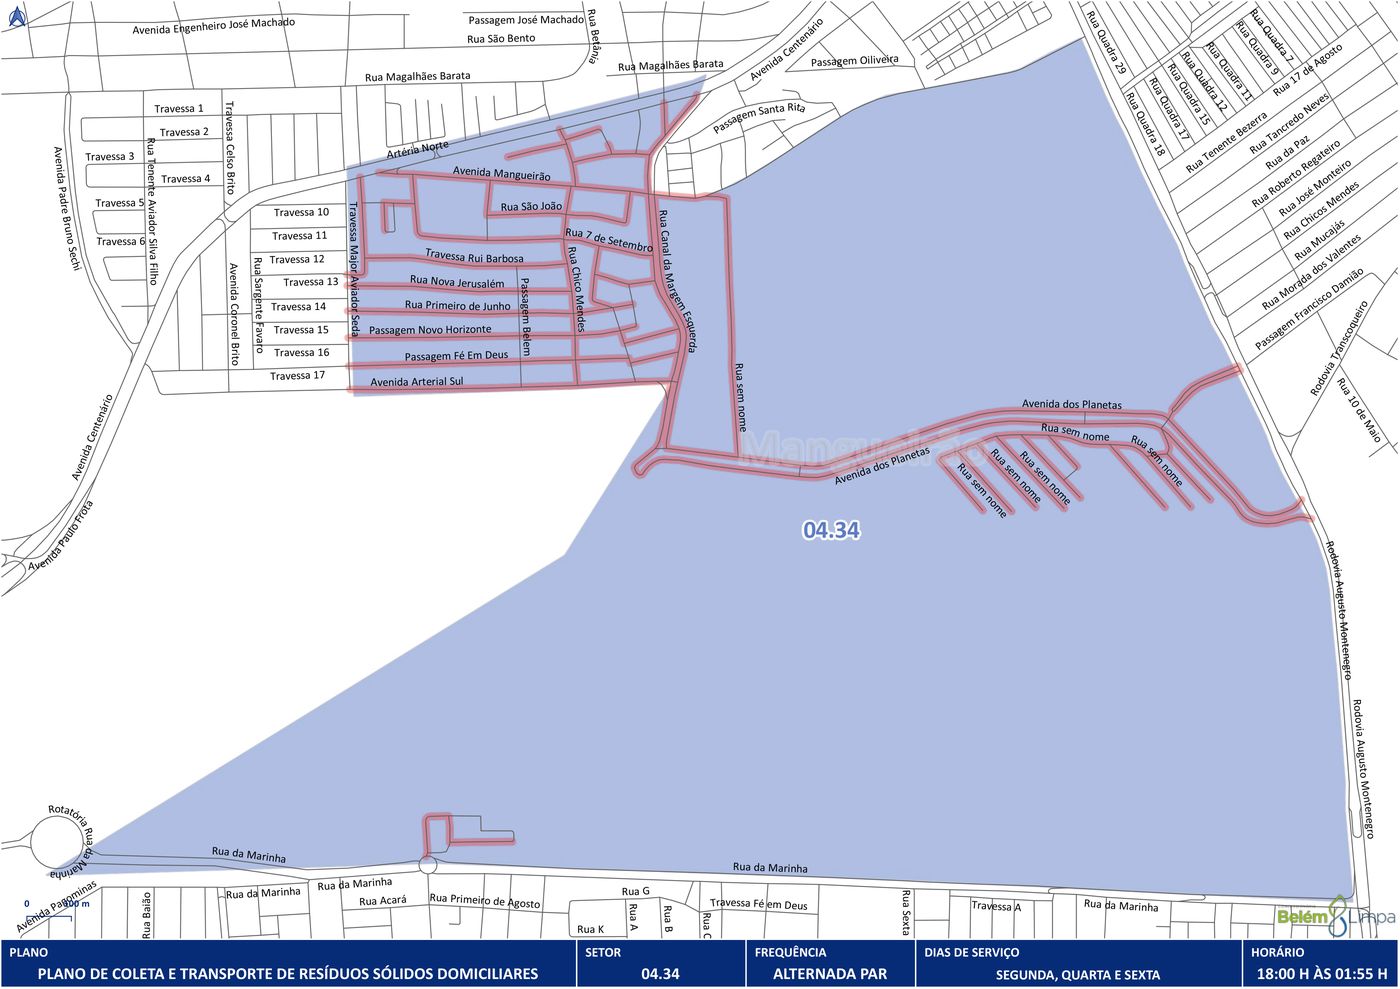 Avenida Engenheiro José Machado
Passagem José Machado
Rua São Bento
Rua Betânia
Rua Magalhães Barata
Rua Magalhães Barata
Avenida Centenário
Passagem Oiliveira
Passagem Santa Rita
Rua Quadra 29
Rua Quadra 18
Rua Quadra 17
Rua Quadra 15
Rua Quadra 12
Rua Quadra 11
Rua Quadra 9
Rua Quadra 7
Rua 17 de Agosto
Rua Tenente Bezerra
Rua Tancredo Neves
Rua da Paz
Rua Roberto Regateiro
Rua José Monteiro
Rua Chicos Mendes
Rua Mucajás
Rua Morada dos Valentes
Passagem Francisco Damião
Rodovia Transcoqueiro
Rua 10 de Maio
Travessa 1
Travessa 2
Travessa 3
Travessa 4
Travessa 5
Travessa 6
Avenida Padre Bruno Sechi
Rua Tenente Aviador Silva Filho
Travessa Celso Brito
Avenida Coronel Brito
Rua Sargente Favaro
Travessa 10
Travessa 11
Travessa 12
Travessa 13
Travessa 14
Travessa 15
Travessa 16
Travessa 17
Travessa Major Aviador Seda
Artéria Norte
Avenida Mangueirão
Rua São João
Rua 7 de Setembro
Travessa Rui Barbosa
Rua Nova Jerusalém
Rua Primeiro de Junho
Passagem Novo Horizonte
Passagem Fé Em Deus
Avenida Arterial Sul
Passagem Belem
Rua Chico Mendes
Rua Canal da Margem Esquerda
Rua sem nome
Mangueirão
Avenida dos Planetas
Avenida dos Planetas
Rua sem nome
Rua sem nome
Rua sem nome
Rua sem nome
Rua sem nome
04.34
Avenida Centenário
Avenida Paulo Frota
Rodovia Augusto Montenegro
Rodovia Augusto Montenegro
Rotatória Rua da Marinha
Rua da Marinha
Rua da Marinha
Rua da Marinha
Rua da Marinha
Rua da Marinha
Avenida Pagominas
Rua Baião
Rua Acará
Rua Primeiro de Agosto
Rua G
Rua K
Rua A
Rua B
Rua C
Travessa Fé em Deus
Rua Sexta
Travessa A
0
Belém Limpa
PLANO
PLANO DE COLETA E TRANSPORTE DE RESÍDUOS SÓLIDOS DOMICILIARES
SETOR
04.34
FREQUÊNCIA
ALTERNADA PAR
DIAS DE SERVIÇO
SEGUNDA, QUARTA E SEXTA
HORÁRIO
18:00 H ÀS 01:55 H